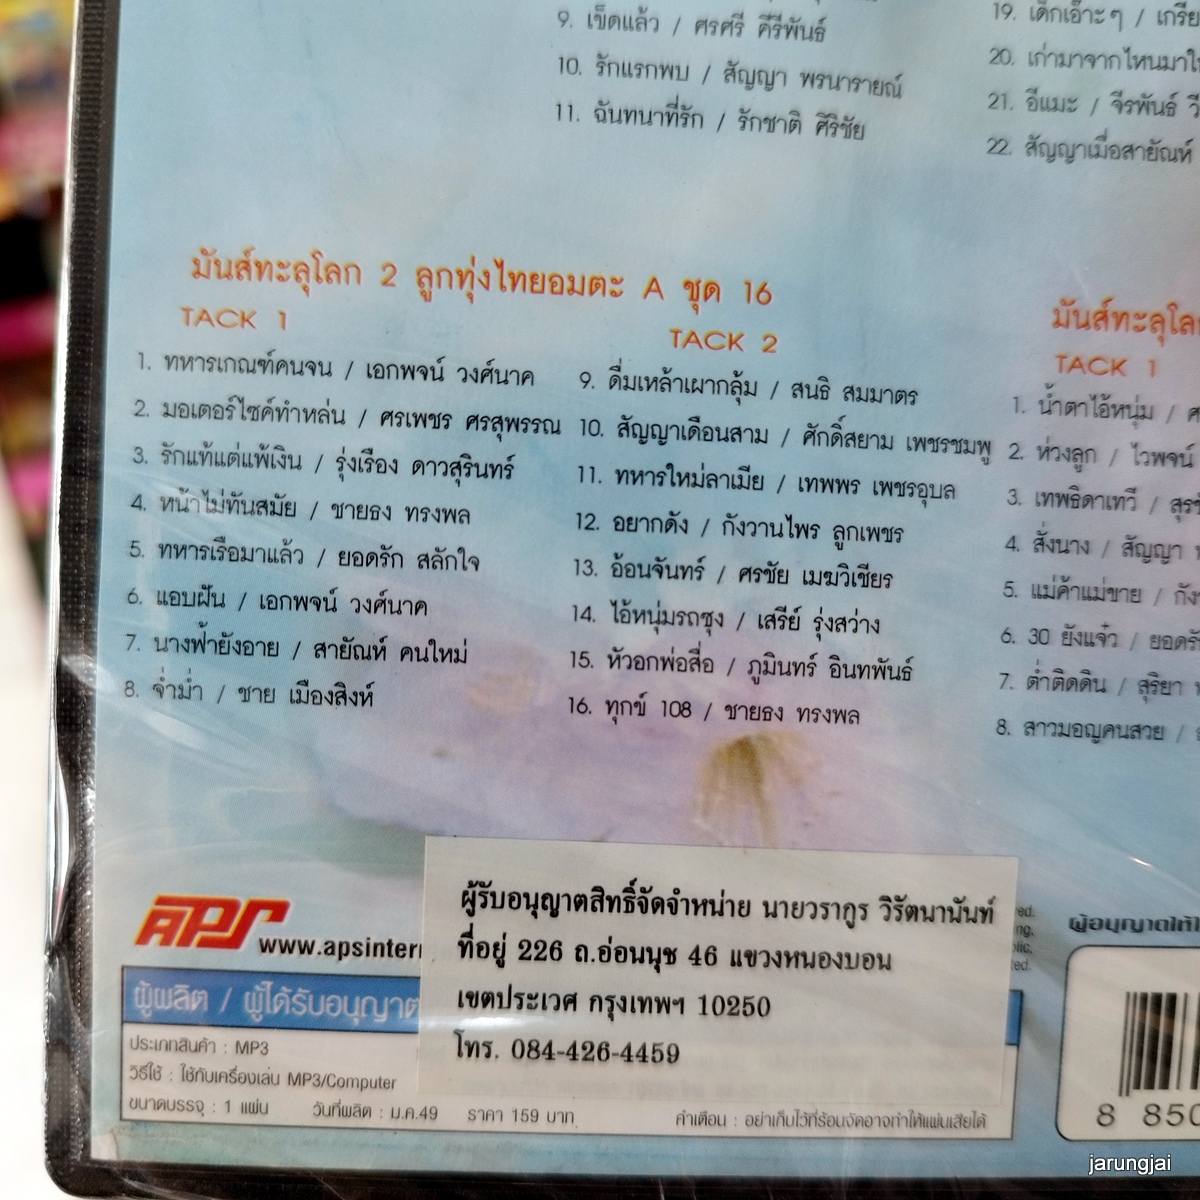 9. เข็ดแล้ว / ศรศรี คีรีพันธ์
10. รักแรกพบ / สัญญา พรนารายณ์
11. ฉันทนาที่รัก / รักชาติ ศิริชัย
19. เด็กเอ๊าะๆ /
20. เก่ามาจากไหนมา
21. อีแมะ / จีรพันธ์
22. สัญญาเมื่อสายัณห์
มันส์ทะลุโลก 2 ลูกทุ่งไทยอมตะ A ชุด 16
TACK 1
1. ทหารเกณฑ์คนจน / เอกพจน์ วงศ์นาค
2. มอเตอร์ไซค์ทำหล่น / ศรเพชร ศรสุพรรณ
3. รักแท้แต่แพ้เงิน / รุ่งเรือง ดาวสุรินทร์
4. หน้าไม่ทันสมัย / ชายธง ทรงพล
5. ทหารเรือมาแล้ว / ยอดรัก สลักใจ
6. แอบฝัน / เอกพจน์ วงศ์นาค
7. นางฟ้ายังอาย / สายัณห์ คนใหม่
8. จ่ำม่ำ / ชาย เมืองสิงห์
TACK 2
9. ดื่มเหล้าเผากลุ้ม / สนธิ สมมาตร
10. สัญญาเดือนสาม / ศักดิ์สยาม เพชรชมพู
11. ทหารใหม่ลาเมีย / เทพพร เพชรอุบล
12. อยากดัง / กังวานไพร ลูกเพชร
13. อ้อนจันทร์ / ศรชัย เมฆวิเชียร
14. ไอ้หนุ่มรถซุง / เสรีย์ รุ่งสว่าง
15. หัวอกพ่อสื่อ / ภูมินทร์ อินทพันธ์
16. ทุกข์ 108 / ชายธง ทรงพล
มันส์ทะลุโล
TACK 1
1. น้ำตาไอ้หนุ่ม /
2. ห่วงลูก / ไวพจน์
3. เทพธิดาเทวี /
4. สั่งนาง / สัญญา
5. แม่ค้าแม่ขาย /
6. 30 ยังแจ๋ว /
7. ต่ำติดดิน / สุริยา
8. สาวมอญคนสวย /
APS
www.apsinter
ผู้รับอนุญาตสิทธิ์จัดจำหน่าย นายวรากูร วิรัตนานันท์
ที่อยู่ 226 ถ.อ่อนนุช 46 แขวงหนองบอน
เขตประเวศ กรุงเทพฯ 10250
โทร. 084-426-4459
ผู้ผลิต / ผู้ได้รับอนุญาต
ประเภทสินค้า : MP3
วิธีใช้ : ใช้กับเครื่องเล่น MP3/Computer
ขนาดบรรจุ : 1 แผ่น วันที่ผลิต : ม.ค.49 ราคา 159 บาท คำเตือน : อย่าเก็บไว้ที่ร้อนจัดอาจทำให้แผ่นเสียได้
ผู้อนุญาตให้
8 850
jarungjai